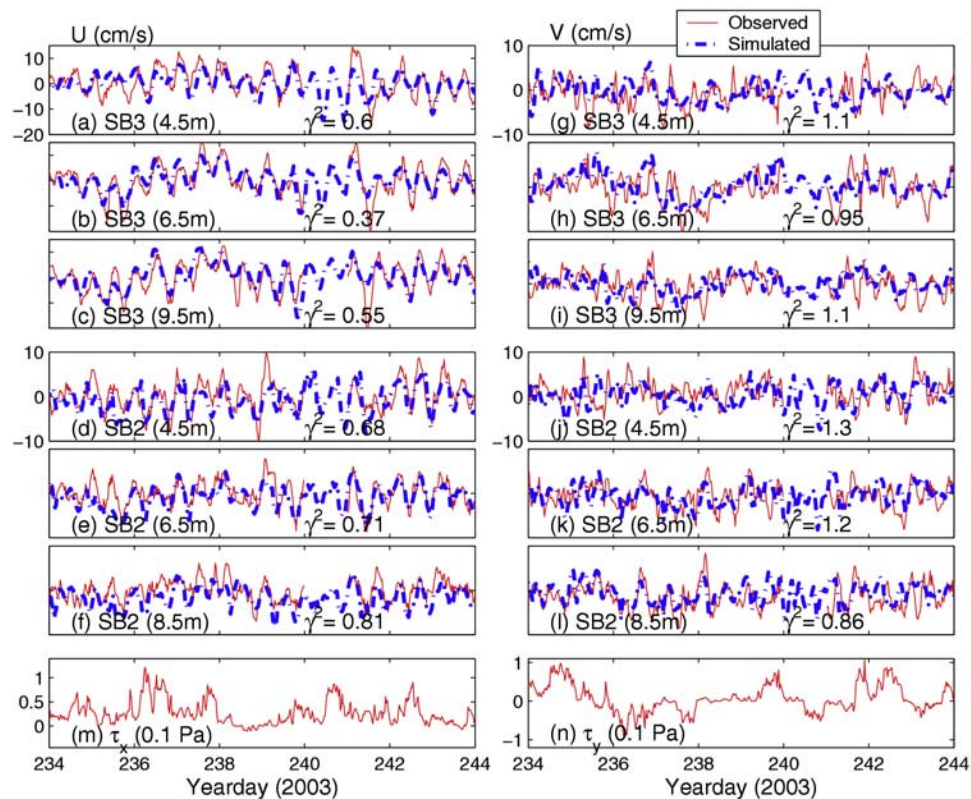 U (cm/s)
V (cm/s)
Observed
Simulated
10
0
−10
−20
(a) SB3 (4.5m) γ²= 0.6
10
0
−10
(g) SB3 (4.5m) γ²= 1.1
(b) SB3 (6.5m) γ²= 0.37
(h) SB3 (6.5m) γ²= 0.95
(c) SB3 (9.5m) γ²= 0.55
(i) SB3 (9.5m) γ²= 1.1
10
0
−10
(d) SB2 (4.5m) γ²= 0.68
10
0
−10
(j) SB2 (4.5m) γ²= 1.3
(e) SB2 (6.5m) γ²= 0.71
(k) SB2 (6.5m) γ²= 1.2
(f) SB2 (8.5m) γ²= 0.81
(l) SB2 (8.5m) γ²= 0.86
1
0.5
0
(m) τx (0.1 Pa)
1
0
−1
(n) τy (0.1 Pa)
234 236 238 240 242 244
234 236 238 240 242 244
Yearday (2003)
Yearday (2003)